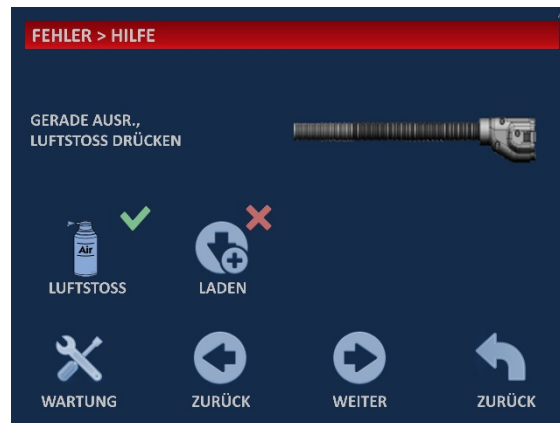 FEHLER > HILFE
GERADE AUSR.,
LUFTSTOSS DRÜCKEN
Air
LUFTSTOSS
LADEN
WARTUNG
ZURÜCK
WEITER
ZURÜCK